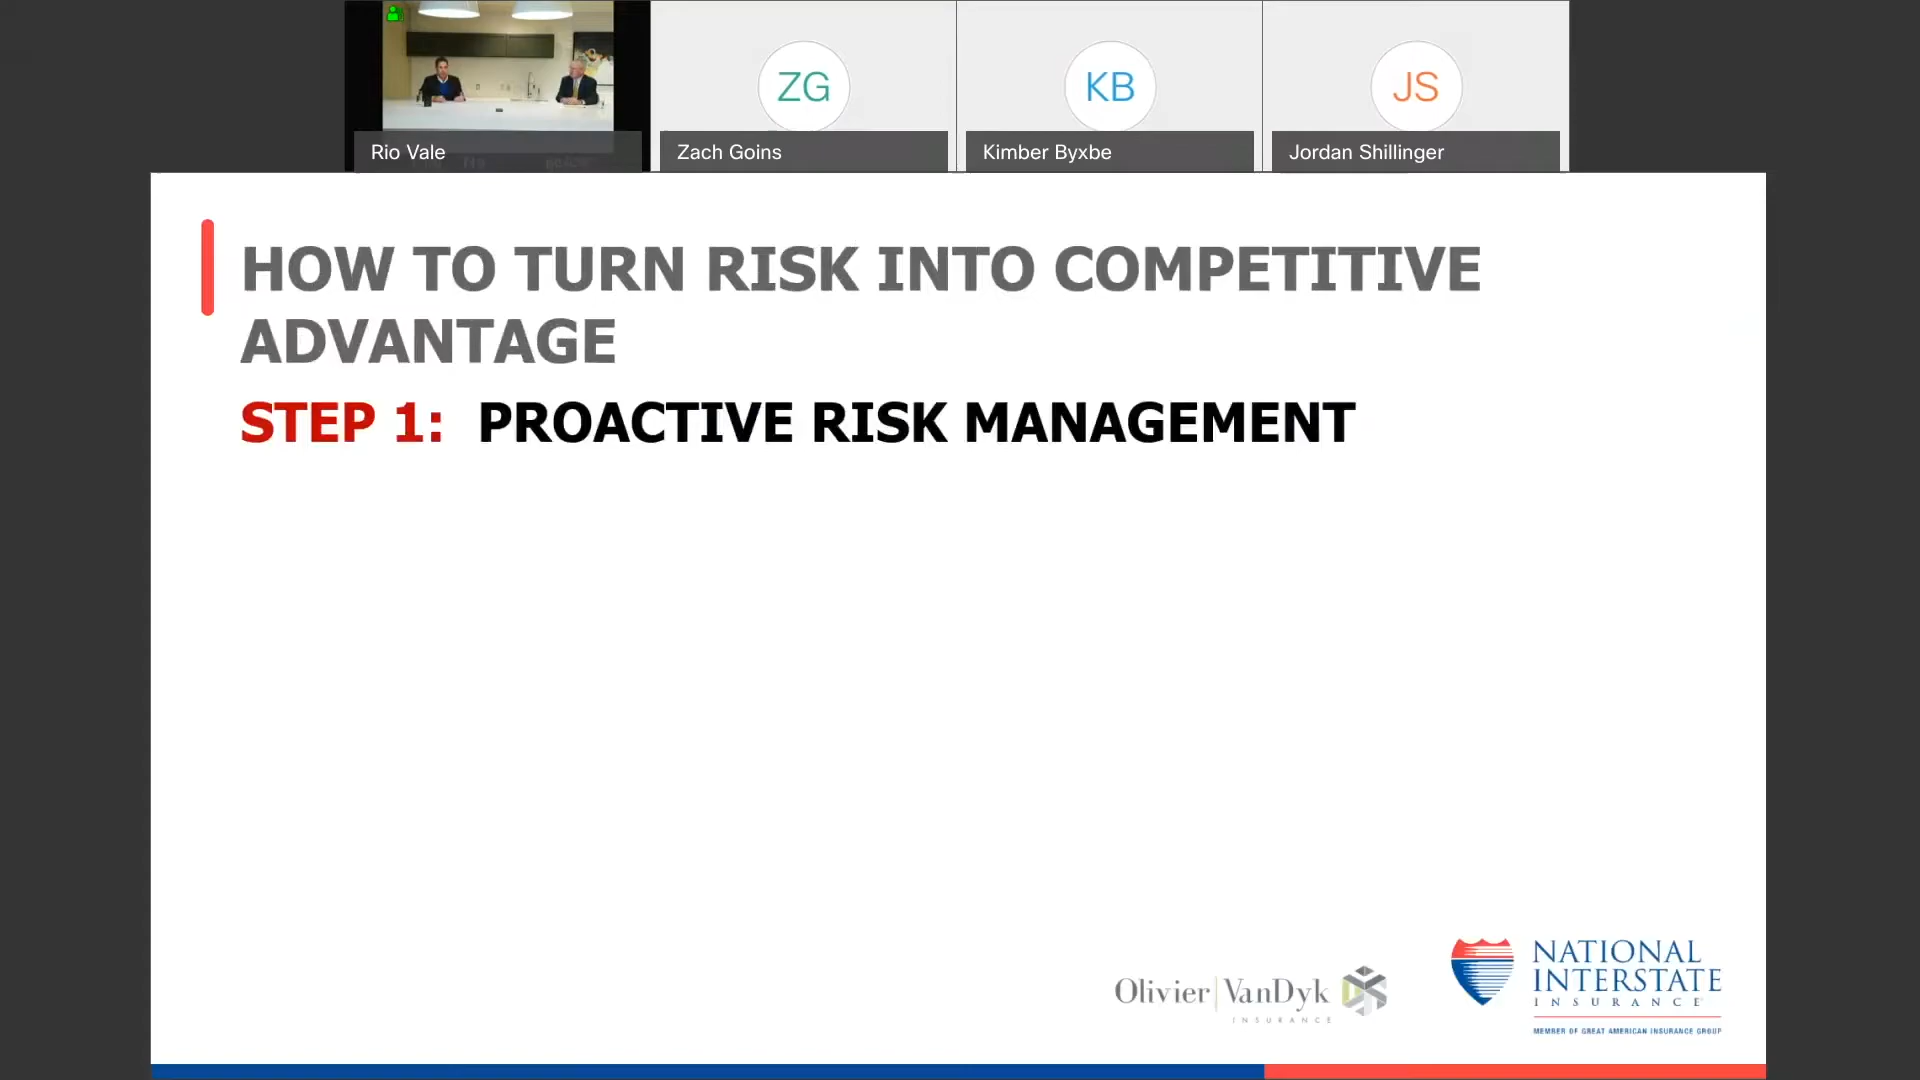 ZG
KB
JS
Rio Vale
Zach Goins
Kimber Byxbe
Jordan Shillinger
HOW TO TURN RISK INTO COMPETITIVE
ADVANTAGE
STEP 1: PROACTIVE RISK MANAGEMENT
Olivier|VanDyk
INSURANCE
NATIONAL
INTERSTATE
INSURANCE
MEMBER OF GREAT AMERICAN INSURANCE GROUP